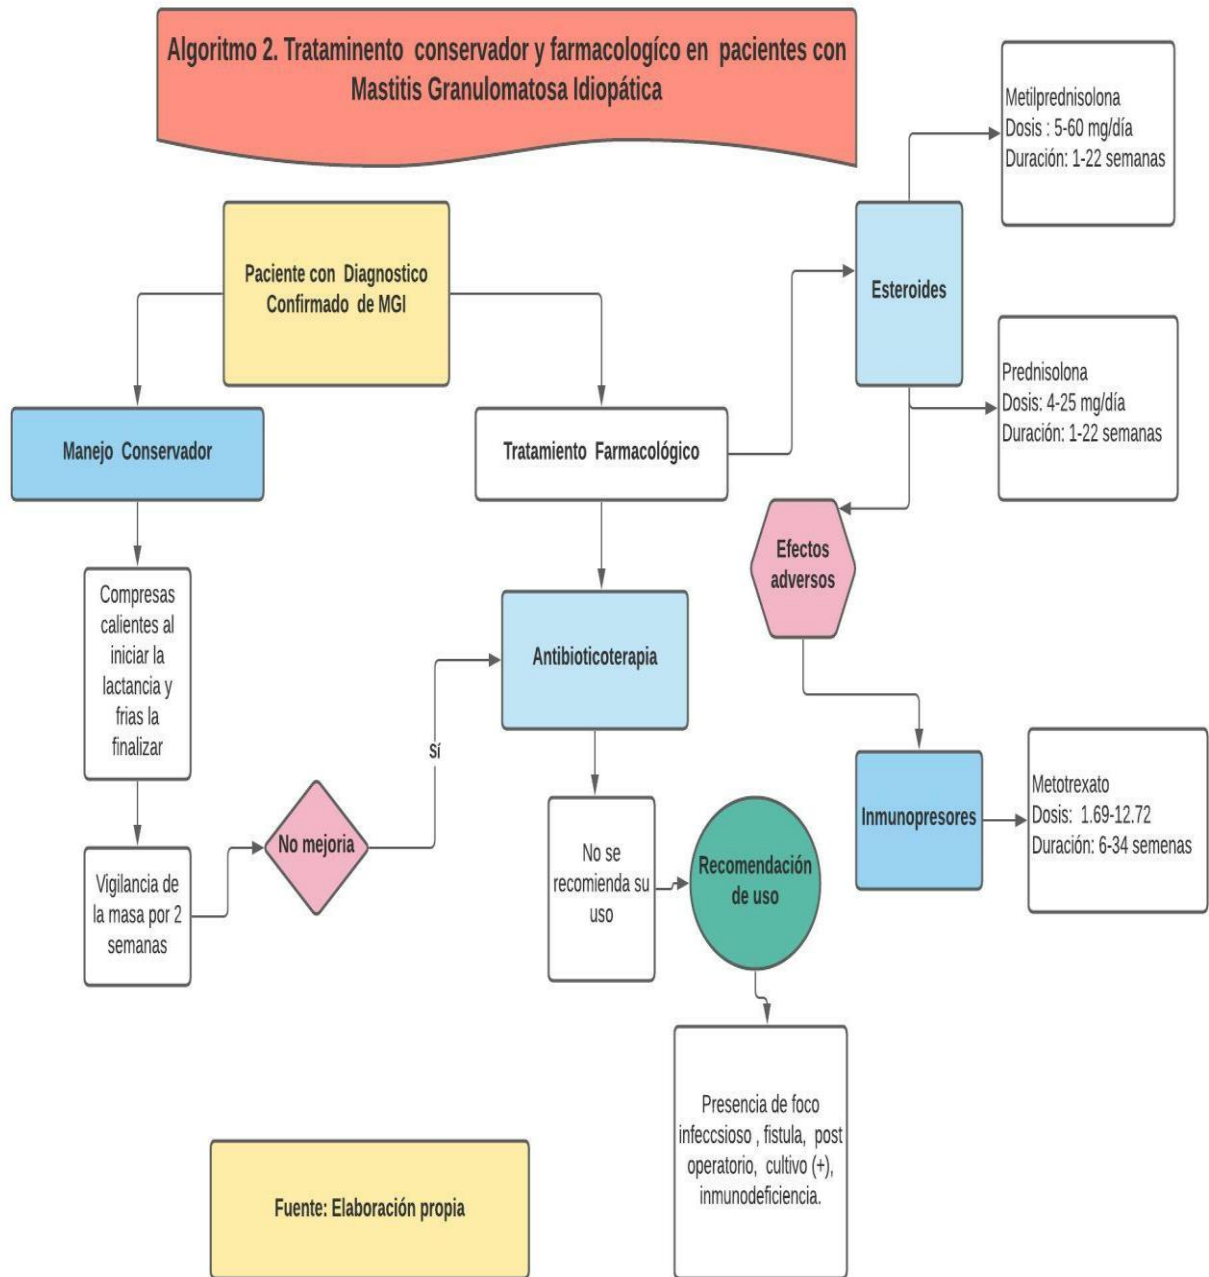 Algoritmo 2. Trataminento conservador y farmacologíco en pacientes con
Mastitis Granulomatosa Idiopática
Metilprednisolona
Dosis : 5-60 mg/día
Duración: 1-22 semanas
Paciente con Diagnostico
Confirmado de MGI
Esteroides
Prednisolona
Dosis: 4-25 mg/día
Duración: 1-22 semanas
Manejo Conservador
Tratamiento Farmacológico
Efectos
adversos
Compresas
calientes al
iniciar la
lactancia y
frias la
finalizar
Antibioticoterapia
Sí
Inmunopresores
Metotrexato
Dosis: 1.69-12.72
Duración: 6-34 semenas
No mejoria
Vigilancia de
la masa por 2
semanas
No se
recomienda su
uso
Recomendación
de uso
Presencia de foco
infeccsioso , fistula, post
operatorio, cultivo (+),
inmunodeficiencia.
Fuente: Elaboración propia